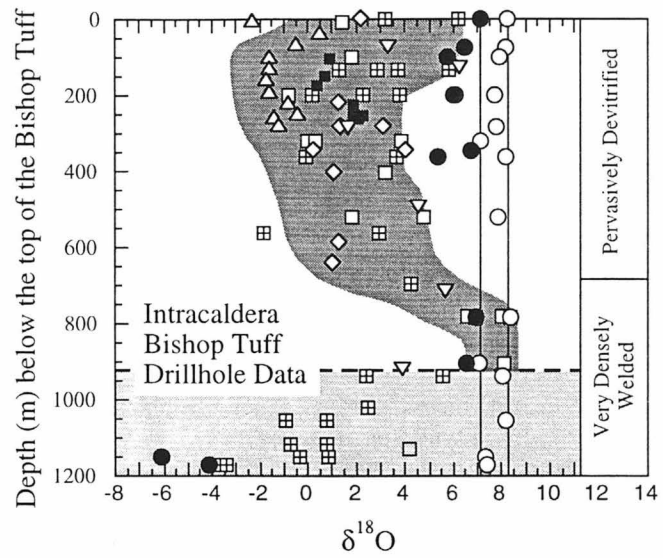 Depth (m) below the top of the Bishop Tuff
0
200
400
600
800
1000
1200
Intracaldera
Bishop Tuff
Drillhole Data
Pervasively Devitrified
Very Densely
Welded
-8 -6 -4 -2 0 2 4 6 8 10 12 14
δ18O